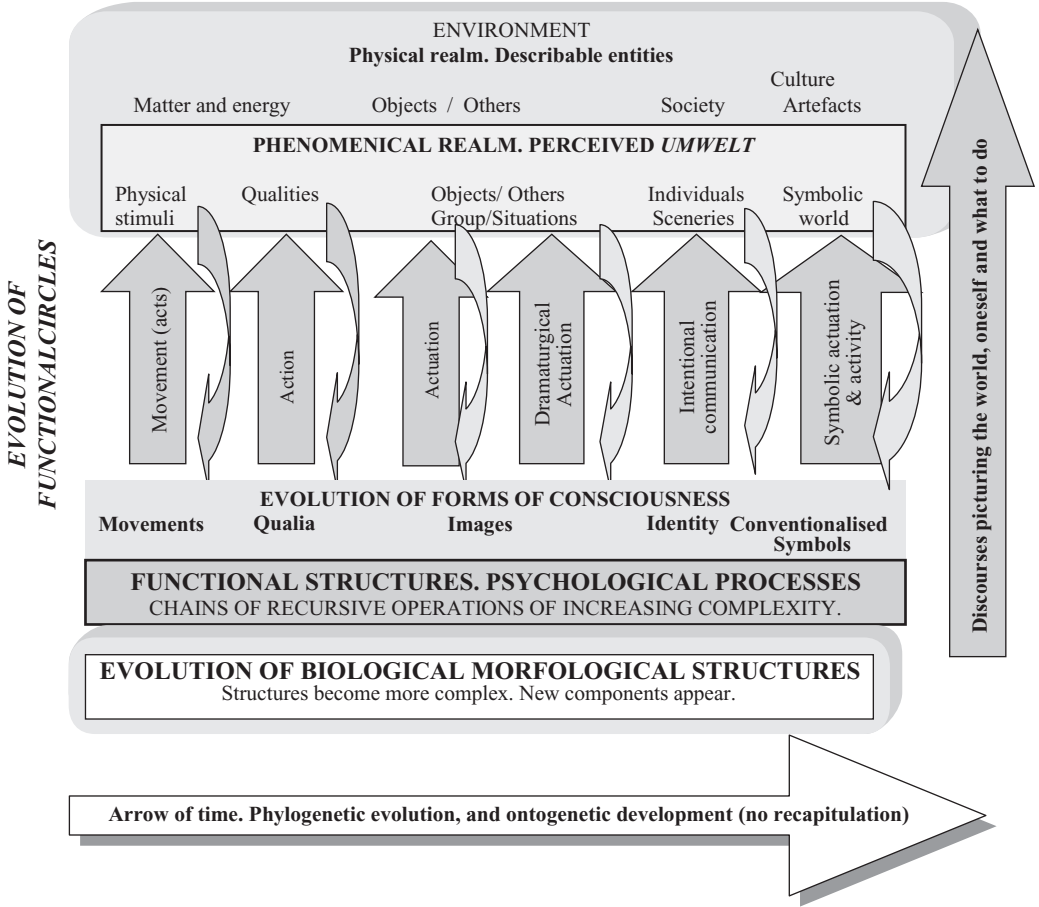 ENVIRONMENT
Physical realm. Describable entities
Culture
Matter and energy Objects / Others Society Artefacts
PHENOMENICAL REALM. PERCEIVED UMWELT
Physical Qualities Objects/ Others Individuals Symbolic
stimuli Group/Situations Sceneries world
EVOLUTION OF
FUNCTIONALCIRCLES
Movement (acts)
Action
Actuation
Dramaturgical
Actuation
Intentional
communication
Symbolic actuation
& activity
Discourses picturing the world, oneself and what to do
EVOLUTION OF FORMS OF CONSCIOUSNESS
Movements Qualia Images Identity Conventionalised
Symbols
FUNCTIONAL STRUCTURES. PSYCHOLOGICAL PROCESSES
CHAINS OF RECURSIVE OPERATIONS OF INCREASING COMPLEXITY.
EVOLUTION OF BIOLOGICAL MORFOLOGICAL STRUCTURES
Structures become more complex. New components appear.
Arrow of time. Phylogenetic evolution, and ontogenetic development (no recapitulation)